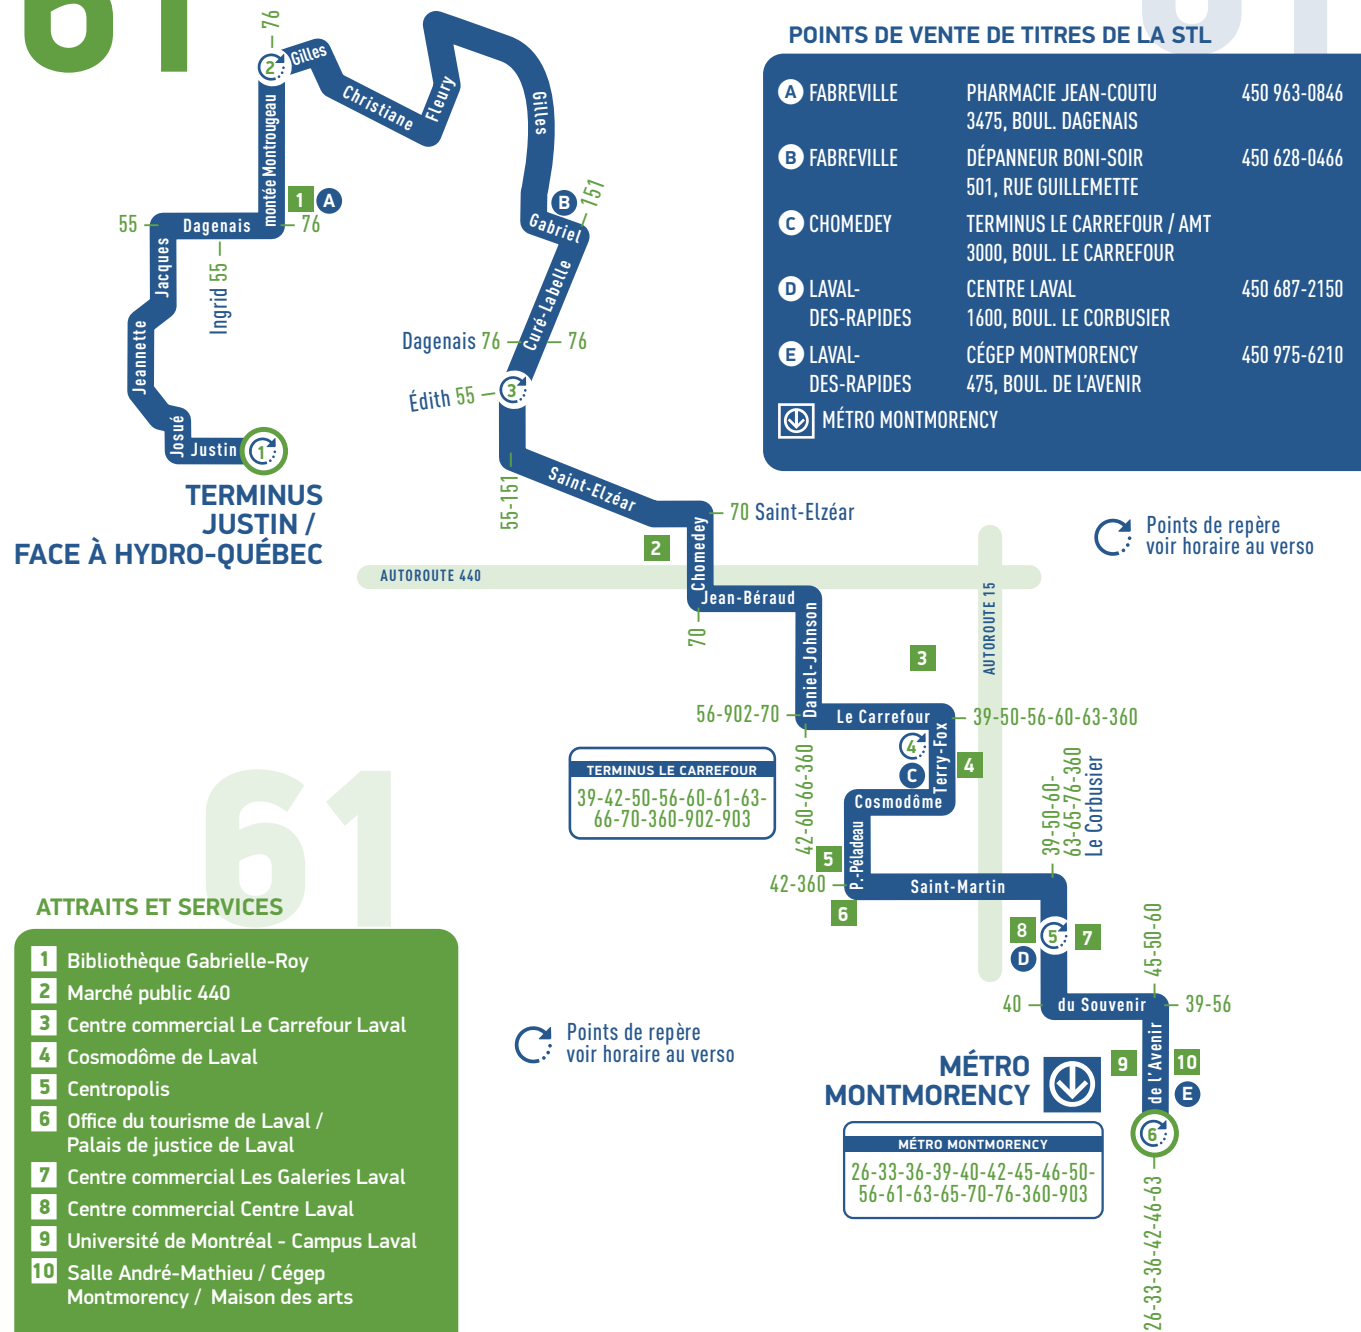 61
61
POINTS DE VENTE DE TITRES DE LA STL
A FABREVILLE PHARMACIE JEAN-COUTU 450 963-0846
3475, BOUL. DAGENAIS
B FABREVILLE DÉPANNEUR BONI-SOIR 450 628-0466
501, RUE GUILLEMETTE
C CHOMEDEY TERMINUS LE CARREFOUR / AMT
3000, BOUL. LE CARREFOUR
D LAVAL- CENTRE LAVAL 450 687-2150
DES-RAPIDES 1600, BOUL. LE CORBUSIER
E LAVAL- CÉGEP MONTMORENCY 450 975-6210
DES-RAPIDES 475, BOUL. DE L'AVENIR
MÉTRO MONTMORENCY
76
2
Gilles
Christiane
Fleury
Gilles
montée Montrougeau
1 A
55
Dagenais
76
Ingrid 55
Jacques
Jeannette
Josué
Justin
1
TERMINUS
JUSTIN /
FACE À HYDRO-QUÉBEC
B
151
Gabriel
Curé-Labelle
Dagenais 76
76
Édith 55
3
55-151
Saint-Elzéar
70 Saint-Elzéar
2
Chomedey
AUTOROUTE 440
Jean-Béraud
70
Daniel-Johnson
AUTOROUTE 15
Points de repère
voir horaire au verso
3
56-902-70
Le Carrefour
39-50-56-60-63-360
4
C
Terry-Fox
4
42-60-66-360
TERMINUS LE CARREFOUR
39-42-50-56-60-61-63-
66-70-360-902-903
Cosmodôme
P.-Péladeau
5
42-360
6
Saint-Martin
39-50-60-
63-65-76-360
Le Corbusier
8
D
5
7
45-50-60
40
du Souvenir
39-56
de l'Avenir
9
10
E
6
MÉTRO
MONTMORENCY
MÉTRO MONTMORENCY
26-33-36-39-40-42-45-46-50-
56-61-63-65-70-76-360-903
26-33-36-42-46-63
Points de repère
voir horaire au verso
61
ATTRAITS ET SERVICES
1 Bibliothèque Gabrielle-Roy
2 Marché public 440
3 Centre commercial Le Carrefour Laval
4 Cosmodôme de Laval
5 Centropolis
6 Office du tourisme de Laval /
Palais de justice de Laval
7 Centre commercial Les Galeries Laval
8 Centre commercial Centre Laval
9 Université de Montréal - Campus Laval
10 Salle André-Mathieu / Cégep
Montmorency / Maison des arts